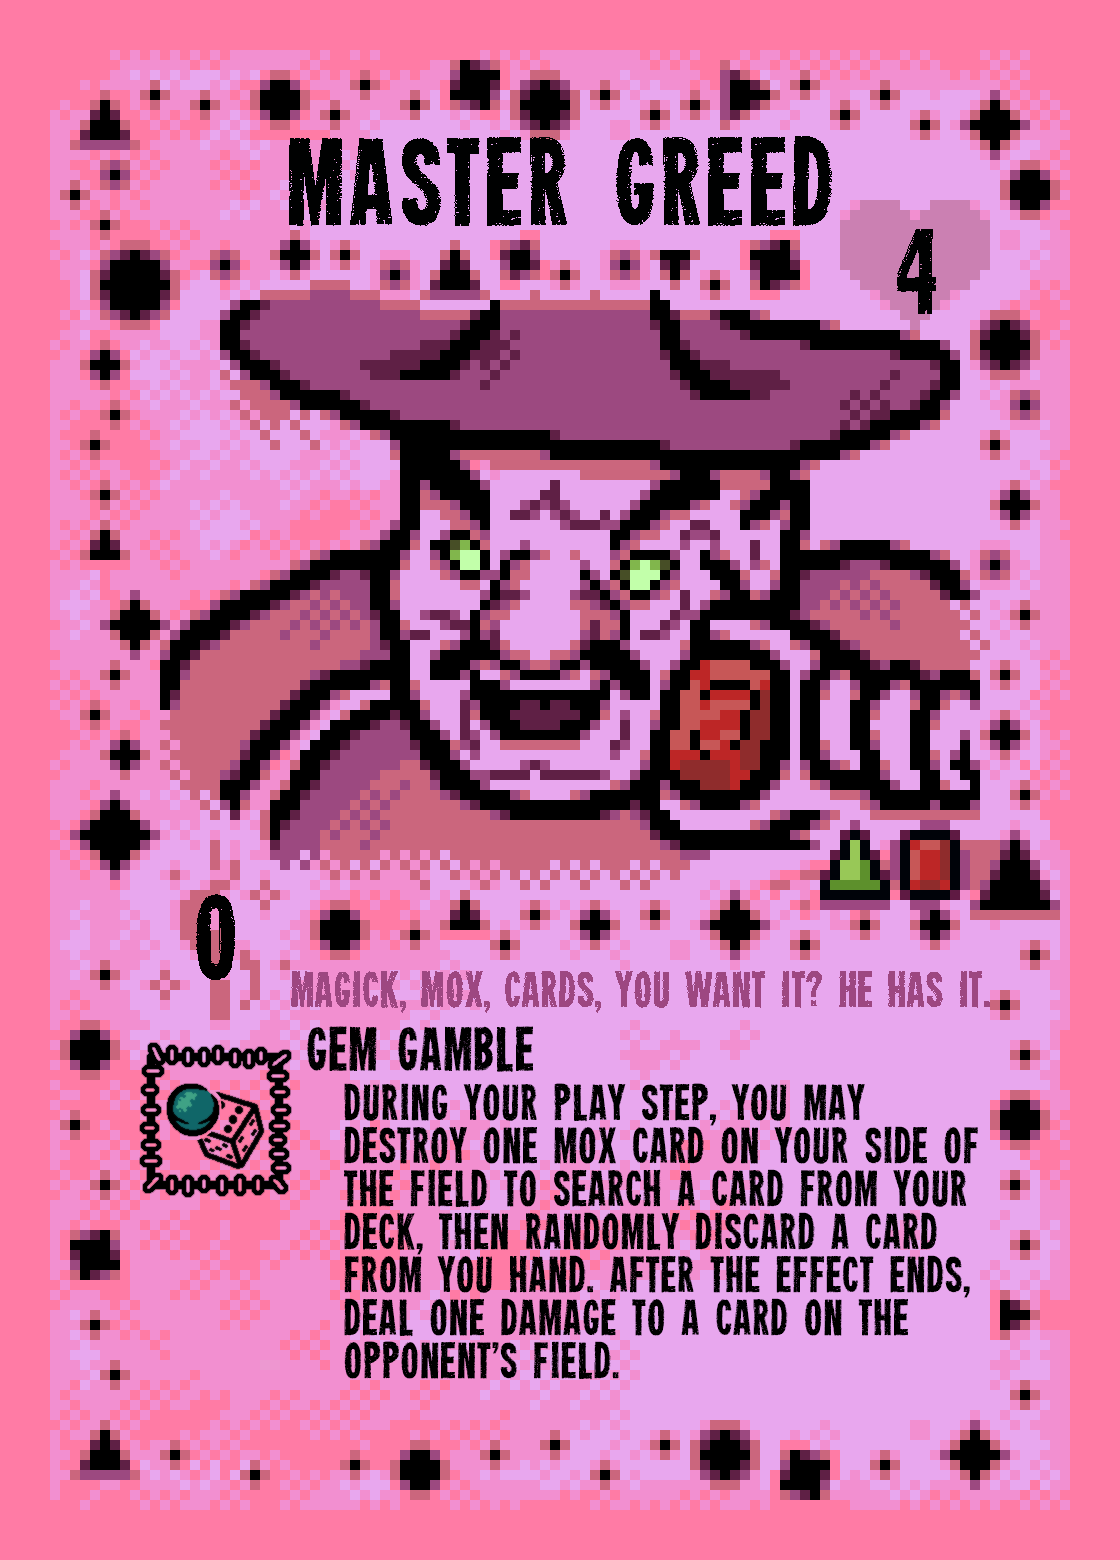 MASTER GREED
4
0
MAGICK, MOX, CARDS, YOU WANT IT? HE HAS IT.
GEM GAMBLE
DURING YOUR PLAY STEP, YOU MAY
DESTROY ONE MOX CARD ON YOUR SIDE OF
THE FIELD TO SEARCH A CARD FROM YOUR
DECK, THEN RANDOMLY DISCARD A CARD
FROM YOU HAND. AFTER THE EFFECT ENDS,
DEAL ONE DAMAGE TO A CARD ON THE
OPPONENT'S FIELD.